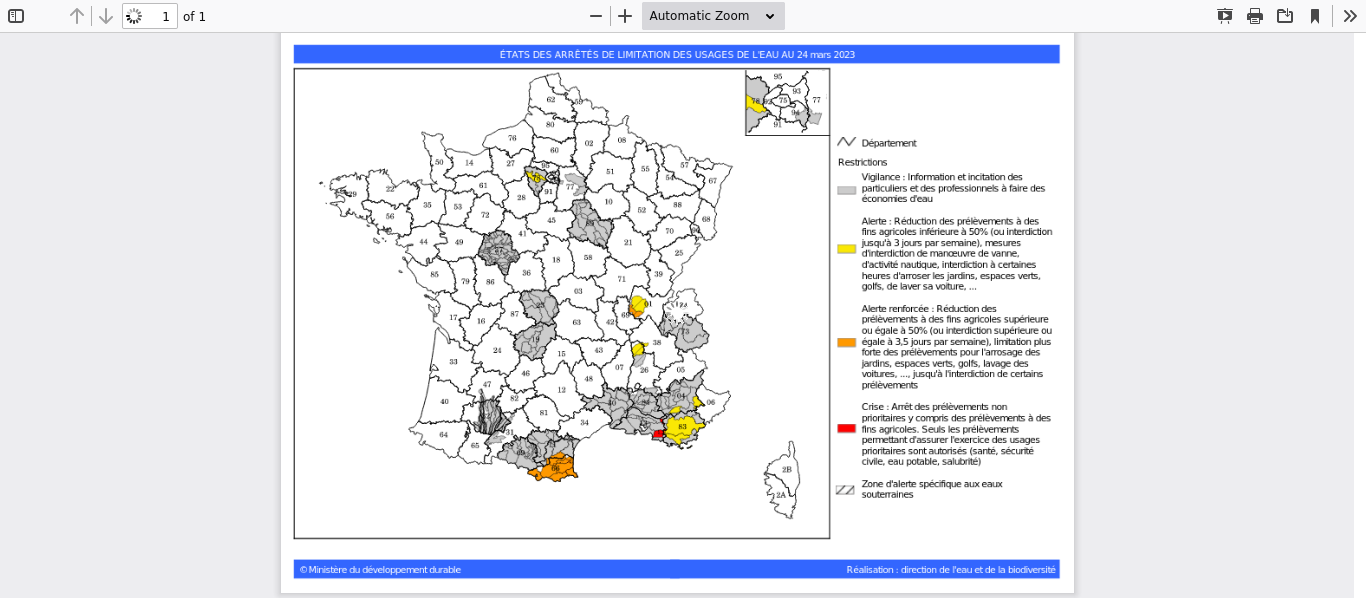 1 of 1
Automatic Zoom
ÉTATS DES ARRÊTÉS DE LIMITATION DES USAGES DE L'EAU AU 24 mars 2023
95
93
78 92 75 77
94
91
62 59
80
76 02 08
60
50 14 27 95 51 55 57
54 67
29 22 61 78 77
91
35 53 28 10 88
56 72 52 68
45
44 49 41 21 70 90
37 18 58 25
85 79 86 36 71 39
03
23 01 74
17 16 87 63 42 69
19 73
38
33 24 15 43
07 26 05
46 48
47 12
40 82 30 84 04 06
81
34 13 83
64 31
65
09 11
66
2B
2A
Département
Restrictions
Vigilance : Information et incitation des
particuliers et des professionnels à faire des
économies d'eau
Alerte : Réduction des prélèvements à des
fins agricoles inférieure à 50% (ou interdiction
jusqu'à 3 jours par semaine), mesures
d'interdiction de manœuvre de vanne,
d'activité nautique, interdiction à certaines
heures d'arroser les jardins, espaces verts,
golfs, de laver sa voiture, ...
Alerte renforcée : Réduction des
prélèvements à des fins agricoles supérieure
ou égale à 50% (ou interdiction supérieure ou
égale à 3,5 jours par semaine), limitation plus
forte des prélèvements pour l'arrosage des
jardins, espaces verts, golfs, lavage des
voitures, ..., jusqu'à l'interdiction de certains
prélèvements
Crise : Arrêt des prélèvements non
prioritaires y compris des prélèvements à des
fins agricoles. Seuls les prélèvements
permettant d'assurer l'exercice des usages
prioritaires sont autorisés (santé, sécurité
civile, eau potable, salubrité)
Zone d'alerte spécifique aux eaux
souterraines
© Ministère du développement durable
Réalisation : direction de l'eau et de la biodiversité